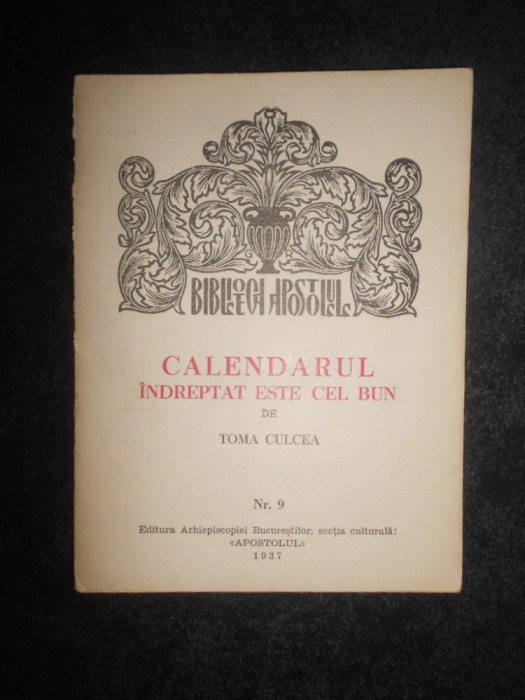 BIBLIOTECA APOSTOLUL
CALENDARUL
ÎNDREPTAT ESTE CEL BUN
DE
TOMA CULCEA
Nr. 9
Editura Arhiepiscopiei Bucureștilor, secția culturală:
«APOSTOLUL»
1937